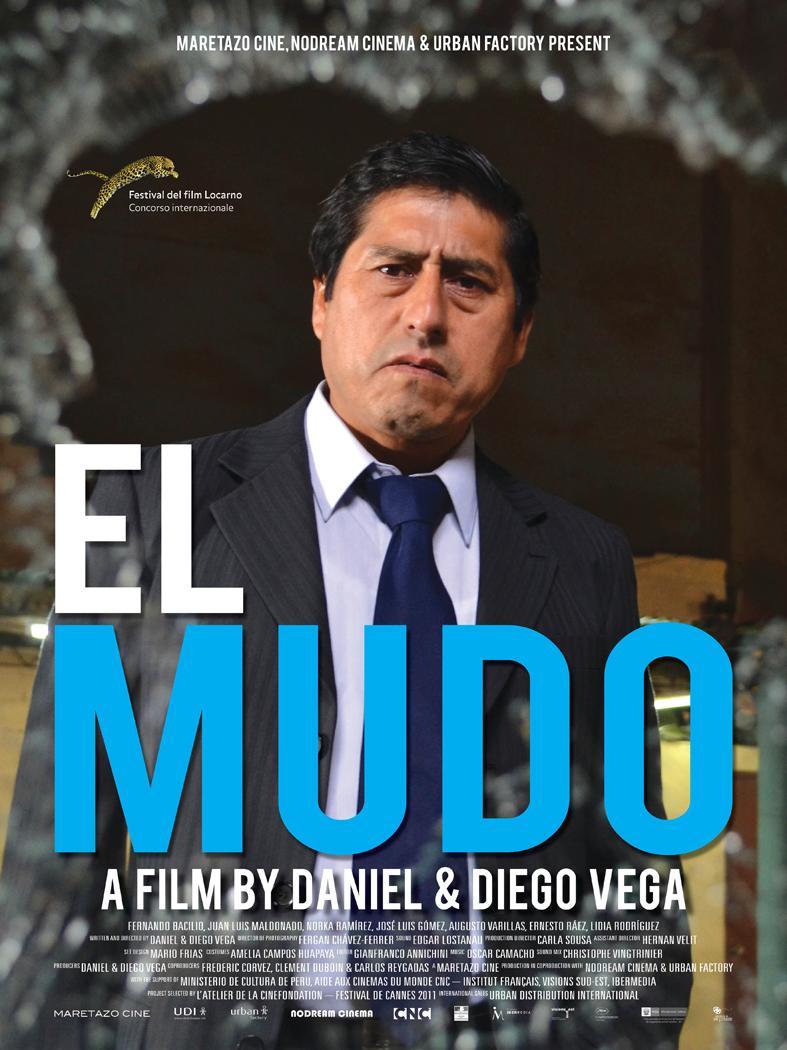 MARETAZO CINE, NODREAM CINEMA & URBAN FACTORY PRESENT
Festival del film Locarno
Concorso internazionale
EL
MUDO
A FILM BY DANIEL & DIEGO VEGA
FERNANDO BACILIO, JUAN LUIS MALDONADO, NORKA RAMÍREZ, JOSÉ LUIS GÓMEZ, AUGUSTO VARILLAS, ERNESTO RÁEZ, LIDIA RODRÍGUEZ
WRITTEN AND DIRECTED BY DANIEL & DIEGO VEGA DIRECTOR OF PHOTOGRAPHY FERGAN CHÁVEZ-FERRER SOUND EDGAR LOSTANAU PRODUCTION DIRECTOR CARLA SOUSA ASSISTANT DIRECTOR HERNAN VELIT
SET DESIGN MARIO FRIAS COSTUMES AMELIA CAMPOS HUAPAYA EDITOR GIANFRANCO ANNICHINI MUSIC OSCAR CAMACHO SOUND MIX CHRISTOPHE VINGTRINIER
PRODUCERS DANIEL & DIEGO VEGA COPRODUCERS FREDERIC CORVEZ, CLEMENT DUBOIN & CARLOS REYGADAS A MARETAZO CINE PRODUCTION IN COPRODUCTION WITH NODREAM CINEMA & URBAN FACTORY
WITH THE SUPPORT OF MINISTERIO DE CULTURA DE PERU, AIDE AUX CINEMAS DU MONDE CNC – INSTITUT FRANÇAIS, VISIONS SUD-EST, IBERMEDIA
PROJECT SELECTED BY L'ATELIER DE LA CINEFONDATION – FESTIVAL DE CANNES 2011 INTERNATIONAL SALES URBAN DISTRIBUTION INTERNATIONAL
MARETAZO CINE UDI urban factory NODREAM CINEMA CNC